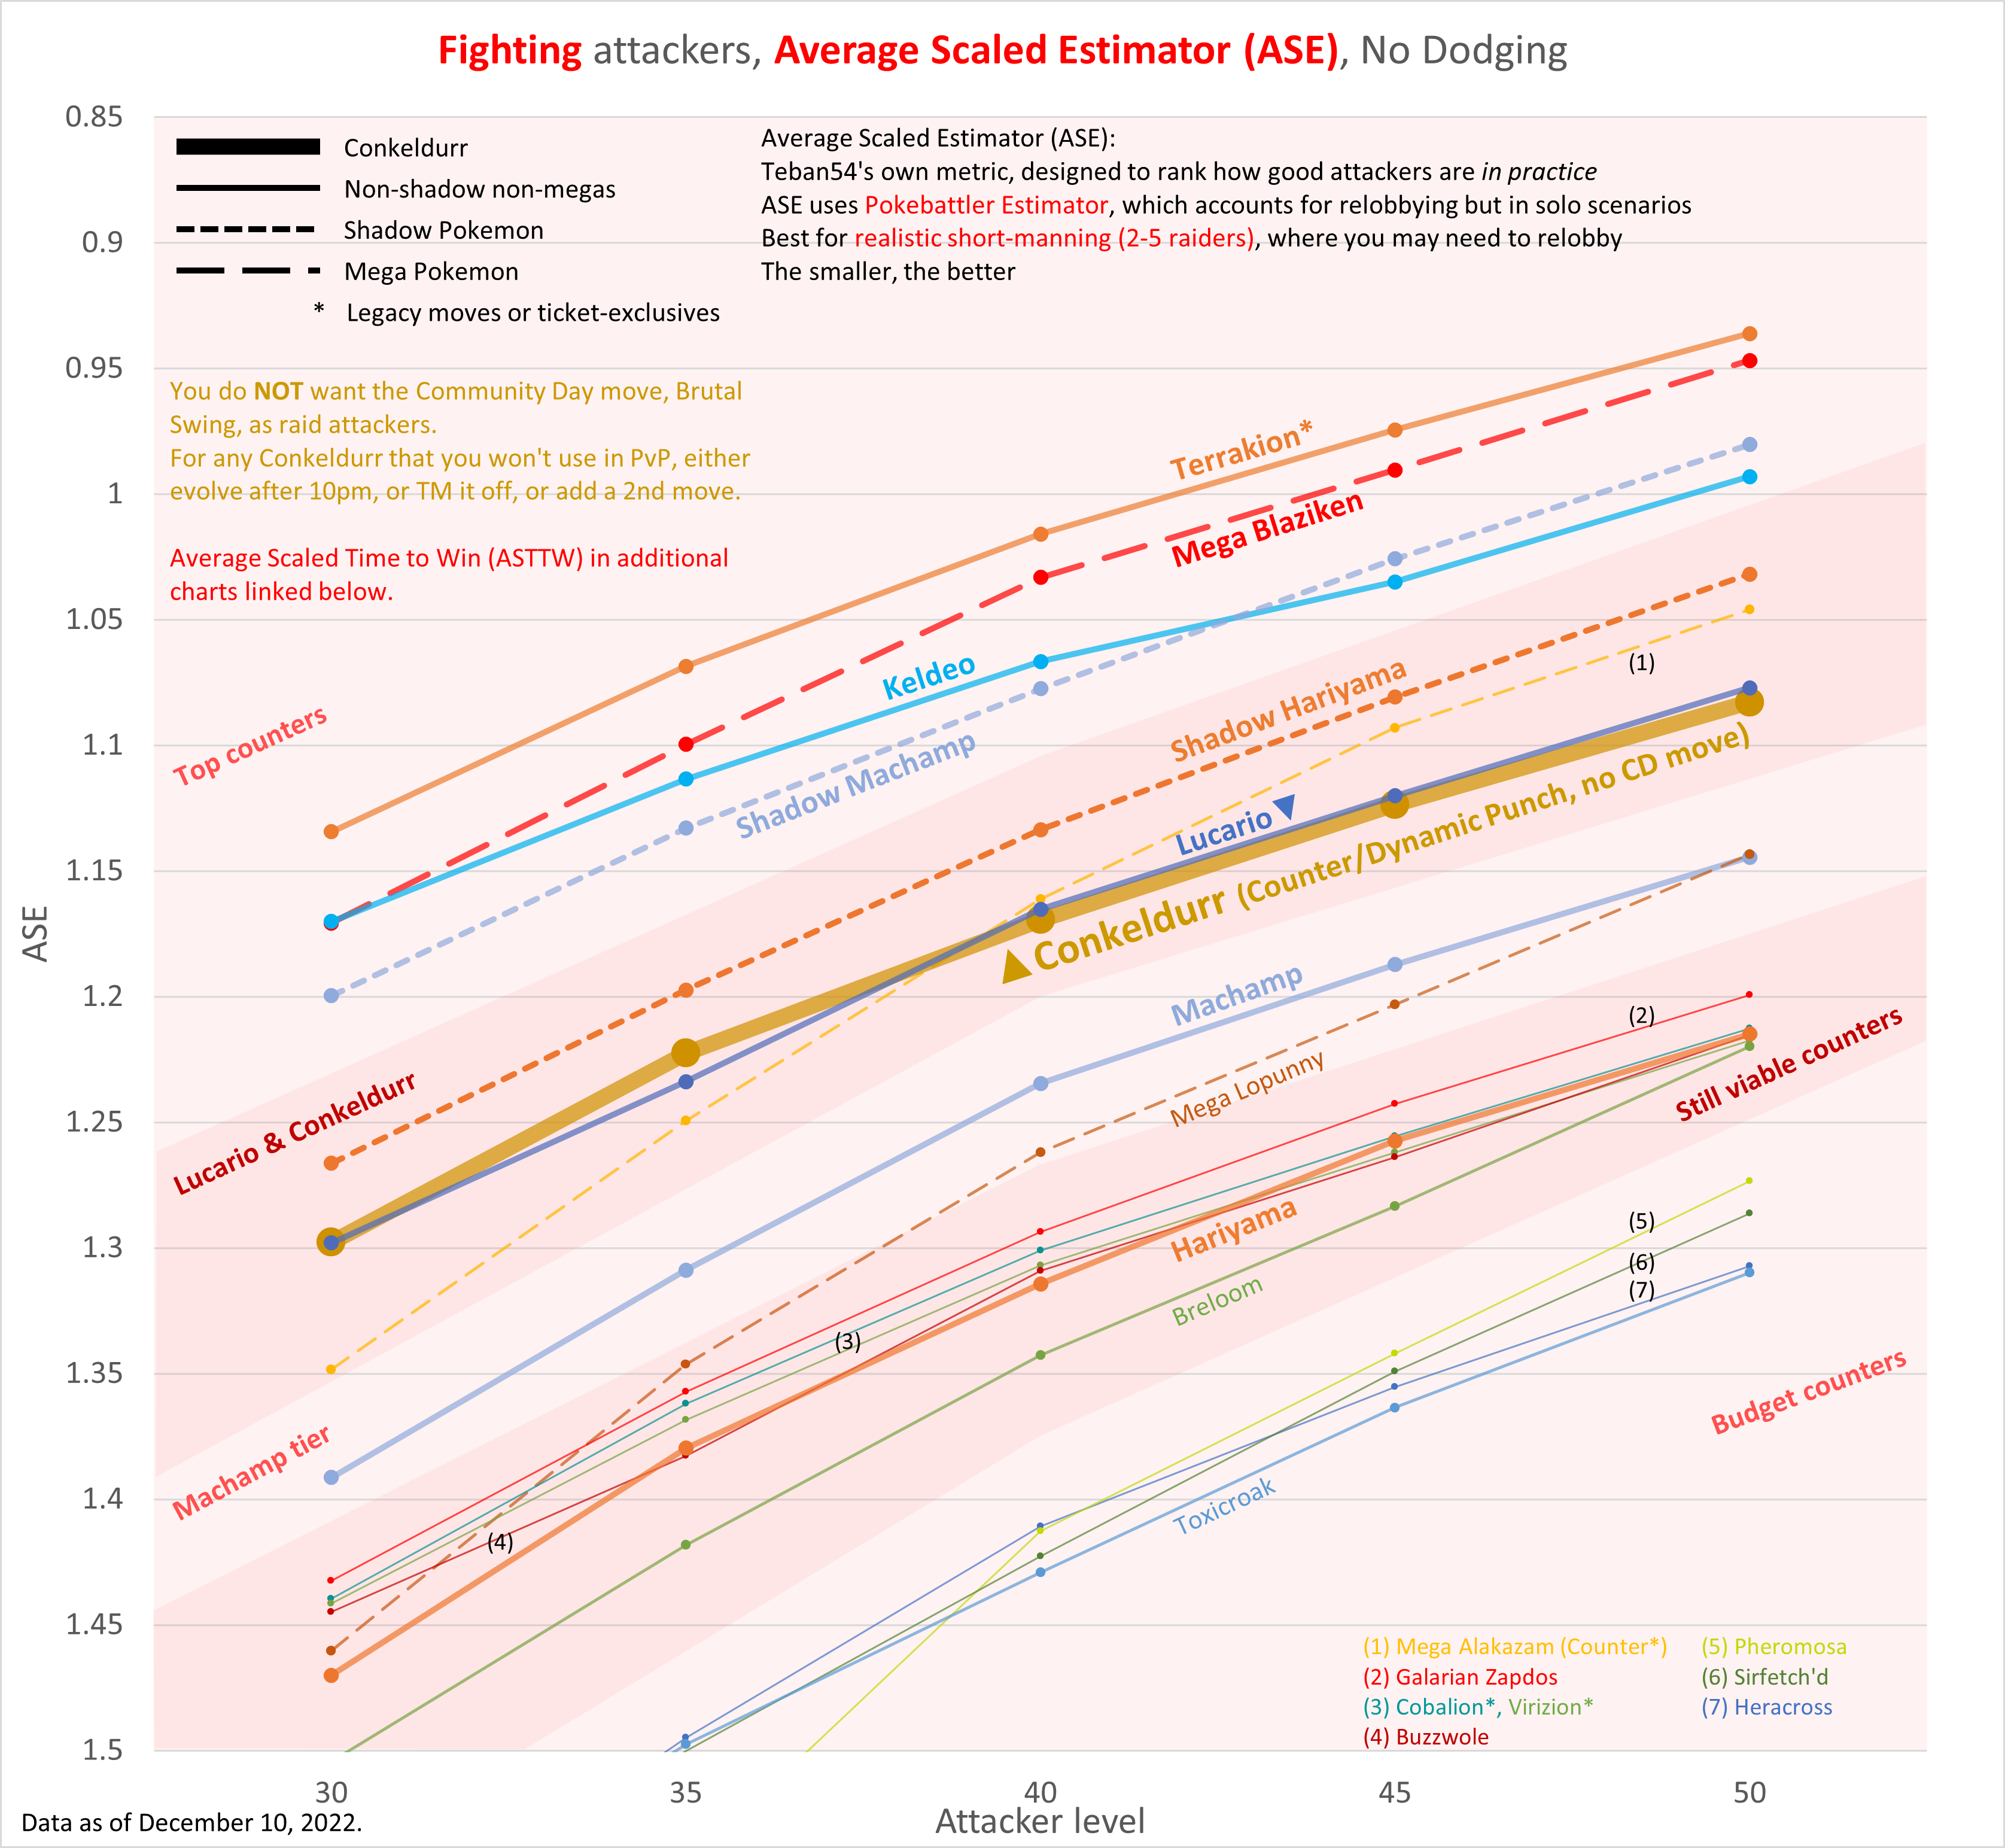 Fighting attackers, Average Scaled Estimator (ASE), No Dodging
0.85
0.9
0.95
1
1.05
1.1
1.15
1.2
1.25
1.3
1.35
1.4
1.45
1.5
ASE
Conkeldurr
Non-shadow non-megas
Shadow Pokemon
Mega Pokemon
* Legacy moves or ticket-exclusives
Average Scaled Estimator (ASE):
Teban54's own metric, designed to rank how good attackers are in practice
ASE uses Pokebattler Estimator, which accounts for relobbying but in solo scenarios
Best for realistic short-manning (2-5 raiders), where you may need to relobby
The smaller, the better
You do NOT want the Community Day move, Brutal
Swing, as raid attackers.
For any Conkeldurr that you won't use in PvP, either
evolve after 10pm, or TM it off, or add a 2nd move.
Average Scaled Time to Win (ASTTW) in additional
charts linked below.
Terrakion*
Mega Blaziken
Keldeo
Shadow Machamp
Top counters
Shadow Hariyama
(1)
Lucario
Conkeldurr (Counter/Dynamic Punch, no CD move)
Lucario & Conkeldurr
Machamp
Mega Lopunny
(2)
Still viable counters
Hariyama
Breloom
(3)
(4)
Machamp tier
(5)
(6)
(7)
Budget counters
Toxicroak
(1) Mega Alakazam (Counter*)
(2) Galarian Zapdos
(3) Cobalion*, Virizion*
(4) Buzzwole
(5) Pheromosa
(6) Sirfetch'd
(7) Heracross
30
35
40
45
50
Attacker level
Data as of December 10, 2022.